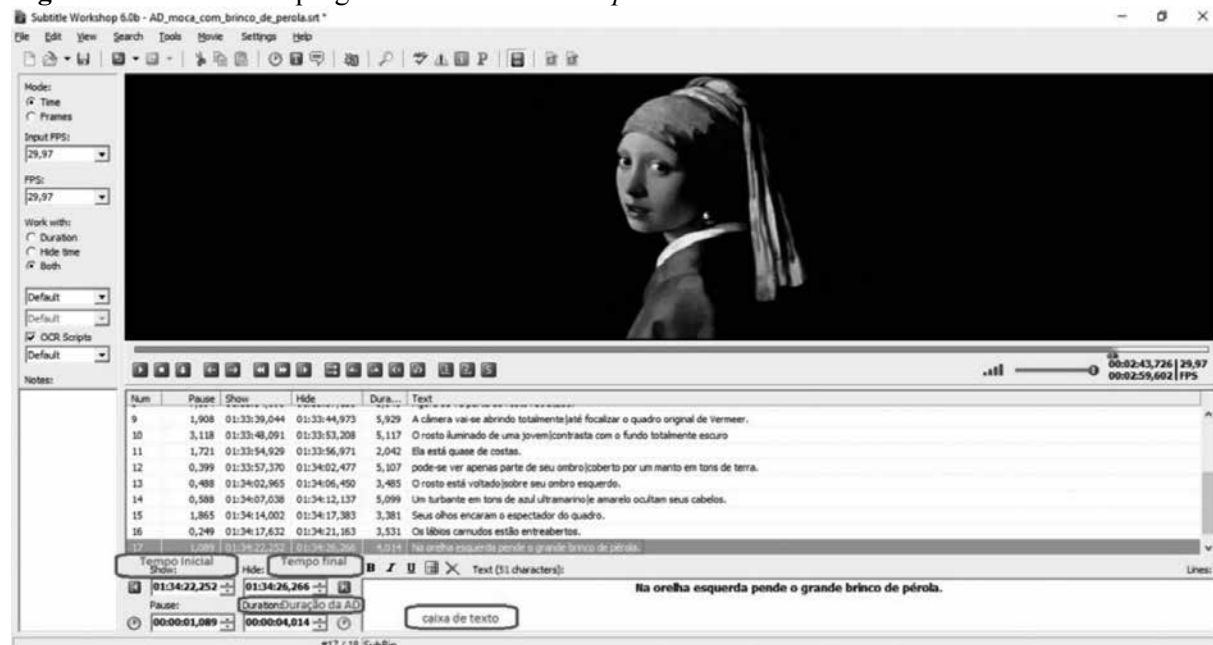 Subtitle Workshop 6.0b - AD_moca_com_brinco_de_perola.srt *
File Edit View Search Tools Movie Settings Help
Mode:
Time
Frames
Input FPS:
29,97
FPS:
29,97
Work with:
Duration
Hide time
Both
Default
Default
OCR Scripts
Default
Notes:
00:02:43,726 29,97
00:02:59,602 FPS
Num Pause Show Hide Dura... Text
9 1,908 01:33:39,044 01:33:44,973 5,929 A câmera vai-se abrindo totalmente|até focalizar o quadro original de Vermeer.
10 3,118 01:33:48,091 01:33:53,208 5,117 O rosto iluminado de uma jovem|contrasta com o fundo totalmente escuro
11 1,721 01:33:54,929 01:33:56,971 2,042 Ela está quase de costas.
12 0,399 01:33:57,370 01:34:02,477 5,107 pode-se ver apenas parte de seu ombro|coberto por um manto em tons de terra.
13 0,488 01:34:02,965 01:34:06,450 3,485 O rosto está voltado|sobre seu ombro esquerdo.
14 0,588 01:34:07,038 01:34:12,137 5,099 Um turbante em tons de azul ultramarino|e amarelo ocultam seus cabelos.
15 1,865 01:34:14,002 01:34:17,383 3,381 Seus olhos encaram o espectador do quadro.
16 0,249 01:34:17,632 01:34:21,163 3,531 Os lábios carnudos estão entreabertos.
17 1,089 01:34:22,252 01:34:26,266 4,014 Na orelha esquerda pende o grande brinco de pérola.
Tempo Inicial Tempo final
Show: Hide: B I U Text (51 characters): Lines:
01:34:22,252 01:34:26,266 Na orelha esquerda pende o grande brinco de pérola.
Pause: Duration: Duração da AD
00:00:01,089 00:00:04,014 caixa de texto
#17 / 18 SubRip